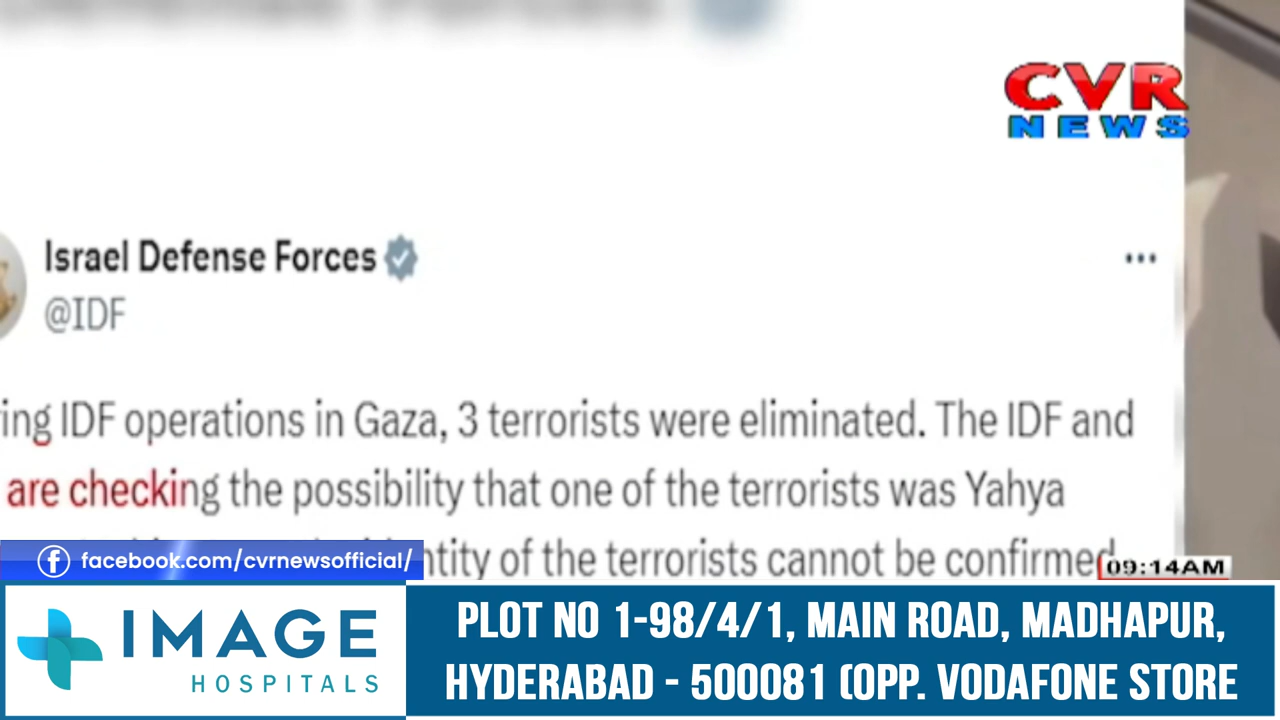 CVR
NEWS
Israel Defense Forces
@IDF
IDF operations in Gaza, 3 terrorists were eliminated. The IDF and
are checking the possibility that one of the terrorists was Yahya
of the terrorists cannot be confirmed
facebook.com/cvrnewsofficial/
09:14AM
IMAGE
HOSPITALS
PLOT NO 1-98/4/1, MAIN ROAD, MADHAPUR,
HYDERABAD - 500081 (OPP. VODAFONE STORE